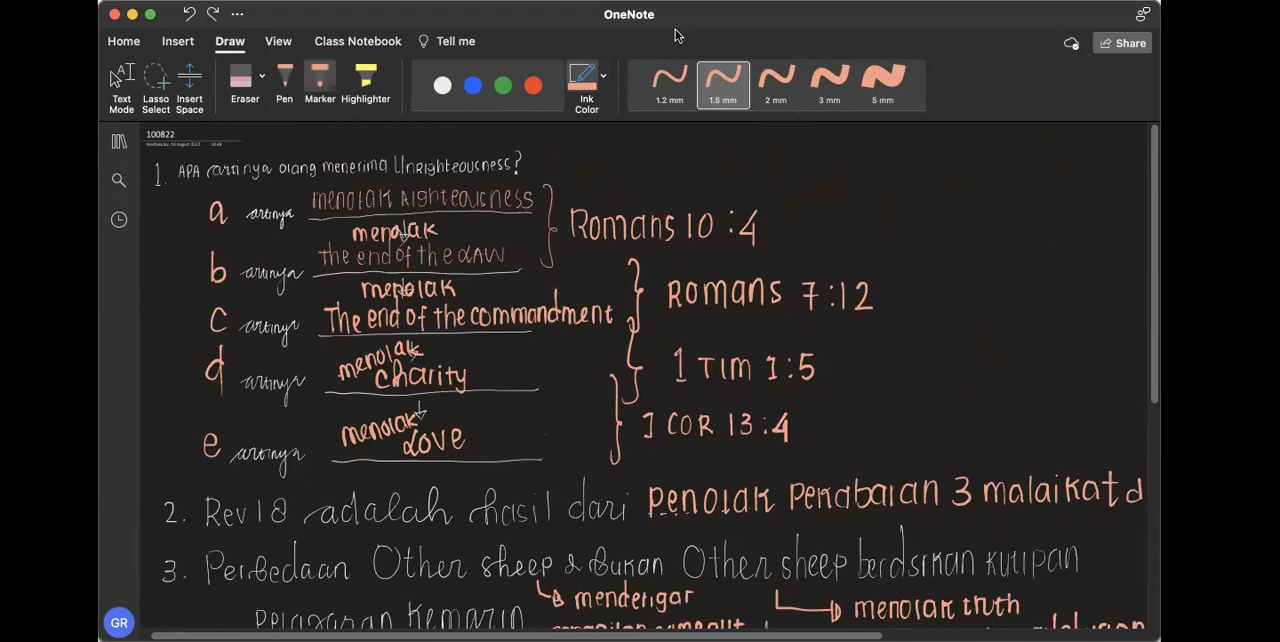 OneNote
Home Insert Draw View Class Notebook Tell me Share
Text Mode Lasso Select Insert Space Eraser Pen Marker Highlighter Ink Color 1.2 mm 1.5 mm 2 mm 3 mm 5 mm
100822
1. APA artinya orang menerima Unrighteousness?
a artinya menolak Righteousness
Romans 10:4
menolak
b artinya the end of the LAW
menolak
Romans 7:12
c artinya The end of the commandment
menolak
1 TIM 1:5
d artinya charity
menolak
1 COR 13:4
e artinya Love
2. Rev 18 adalah hasil dari penolak Pekabaran 3 malaikat d
3. Perbedaan Other sheep & Bukan Other sheep berdsrkan kutipan
pelajaran Kemarin
mendengar
menolak truth
GR